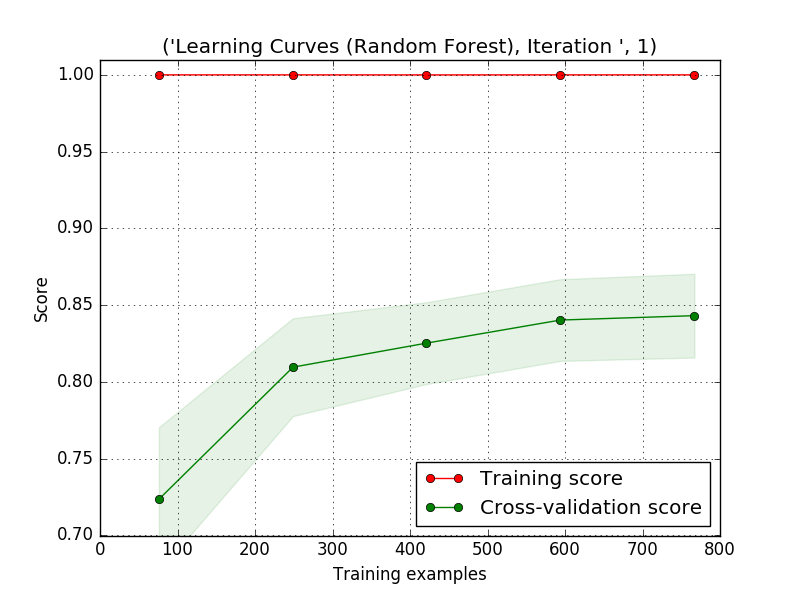 ('Learning Curves (Random Forest), Iteration ', 1)
1.00
0.95
0.90
0.85
0.80
0.75
0.70
Score
0 100 200 300 400 500 600 700 800
Training examples
Training score
Cross-validation score